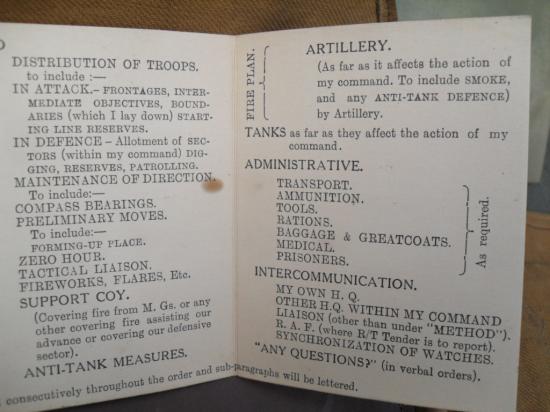 DISTRIBUTION OF TROOPS.
to include :—
IN ATTACK.- FRONTAGES, INTER-
MEDIATE OBJECTIVES, BOUND-
ARIES (which I lay down) START-
ING LINE RESERVES.
IN DEFENCE – Allotment of SEC-
TORS (within my command) DIG-
GING, RESERVES, PATROLLING.
MAINTENANCE OF DIRECTION.
To include:—
COMPASS BEARINGS.
PRELIMINARY MOVES.
To include—
FORMING-UP PLACE.
ZERO HOUR.
TACTICAL LIAISON.
FIREWORKS, FLARES, Etc.
SUPPORT COY.
(Covering fire from M. Gs. or any
other covering fire assisting our
advance or covering our defensive
sector).
ANTI-TANK MEASURES.
consecutively throughout the order and sub-paragraphs will be lettered.
FIRE PLAN.
ARTILLERY.
(As far as it affects the action of
my command. To include SMOKE,
and any ANTI-TANK DEFENCE)
by Artillery.
TANKS as far as they affect the action of my
command.
ADMINISTRATIVE.
TRANSPORT.
AMMUNITION.
TOOLS.
RATIONS.
BAGGAGE & GREATCOATS.
MEDICAL.
PRISONERS.
As required.
INTERCOMMUNICATION.
MY OWN H. Q.
OTHER H.Q. WITHIN MY COMMAND
LIAISON (other than under "METHOD").
R. A. F. (where R/T Tender is to report).
SYNCHRONIZATION OF WATCHES.
"ANY QUESTIONS?" (in verbal orders).